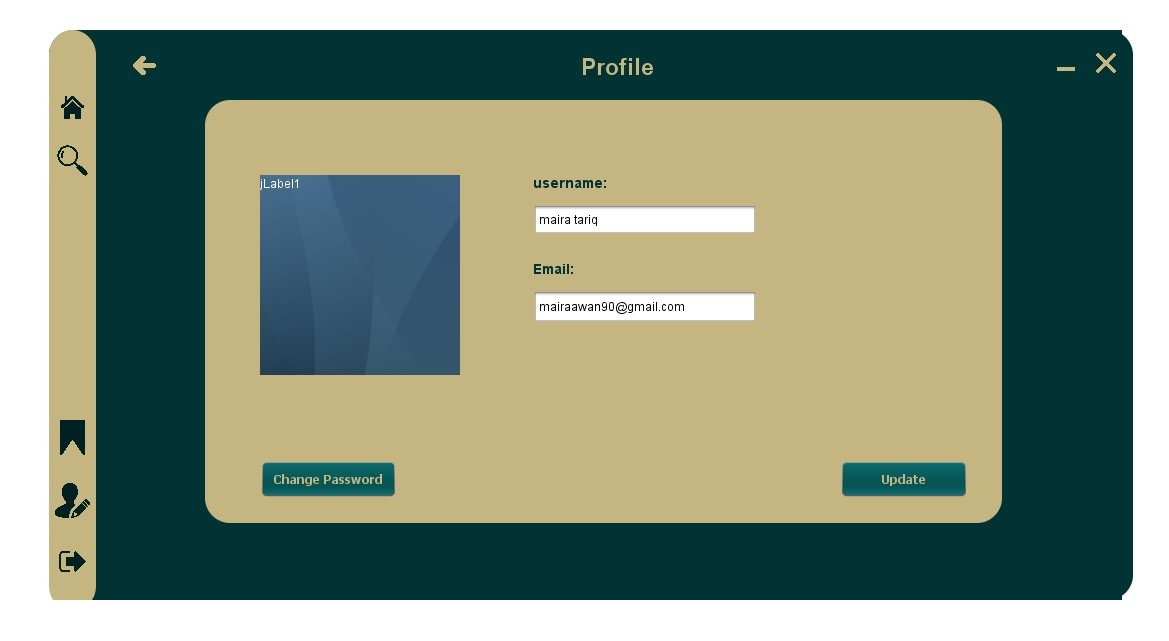 Profile
jLabel1
username:
maira tariq
Email:
mairaawan90@gmail.com
Change Password
Update